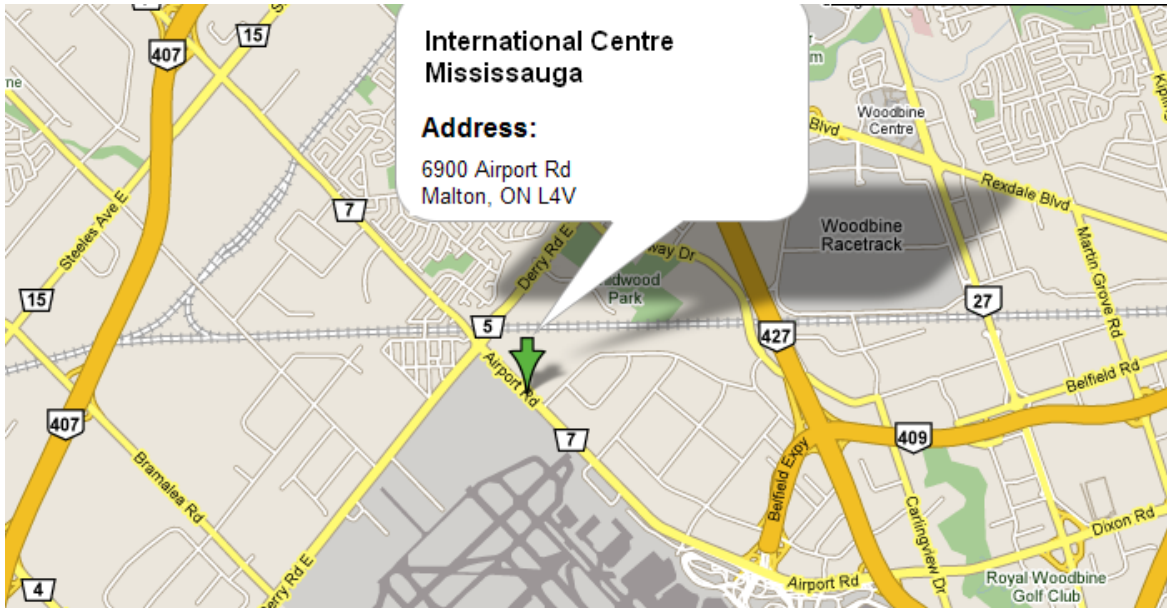 407
15
International Centre
Mississauga
Address:
6900 Airport Rd
Malton, ON L4V
Woodbine
Centre
Blvd
Rexdale Blvd
Steeles Ave E
7
Woodbine
Racetrack
Derry Rd E
Martin Grove Rd
Park
15
5
27
427
Airport Rd
Belfield Rd
407
7
409
Bramalea Rd
Belfield Expy
Carlingview Dr
Dixon Rd
4
Airport Rd
Royal Woodbine
Golf Club